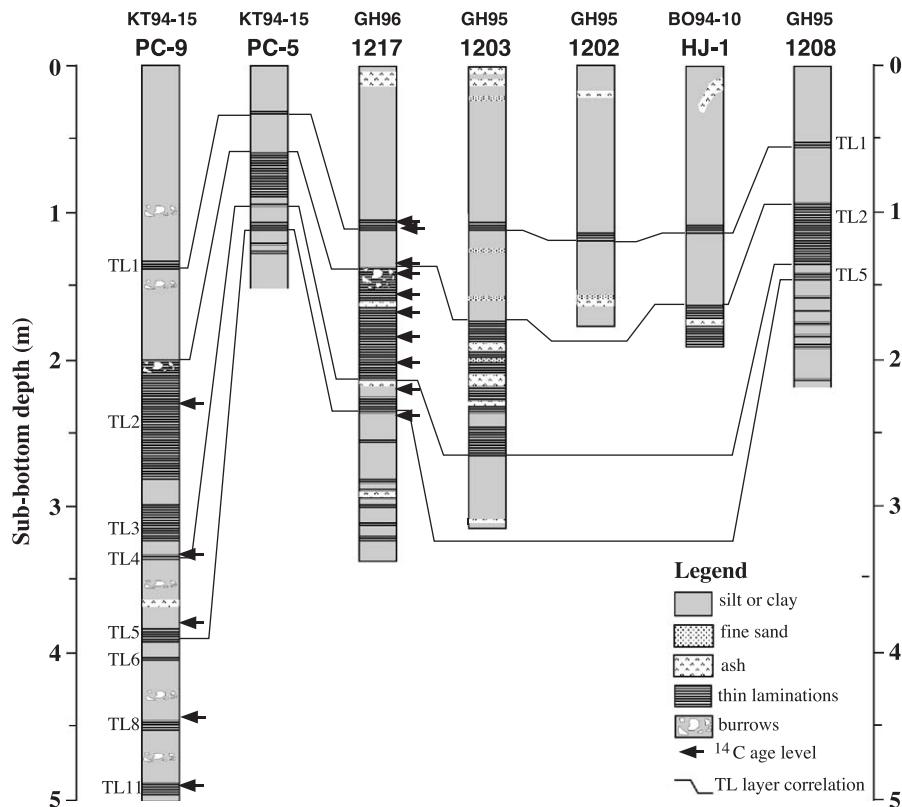 KT94-15 KT94-15 GH96 GH95 GH95 BO94-10 GH95
PC-9 PC-5 1217 1203 1202 HJ-1 1208
0 0
TL1
1 1
TL2
TL1 TL5
Sub-bottom depth (m)
2 2
TL2
3 3
TL3
TL4
Legend
silt or clay
fine sand
TL5
4 4
TL6
ash
thin laminations
TL8
burrows
14C age level
TL11
TL layer correlation
5 5